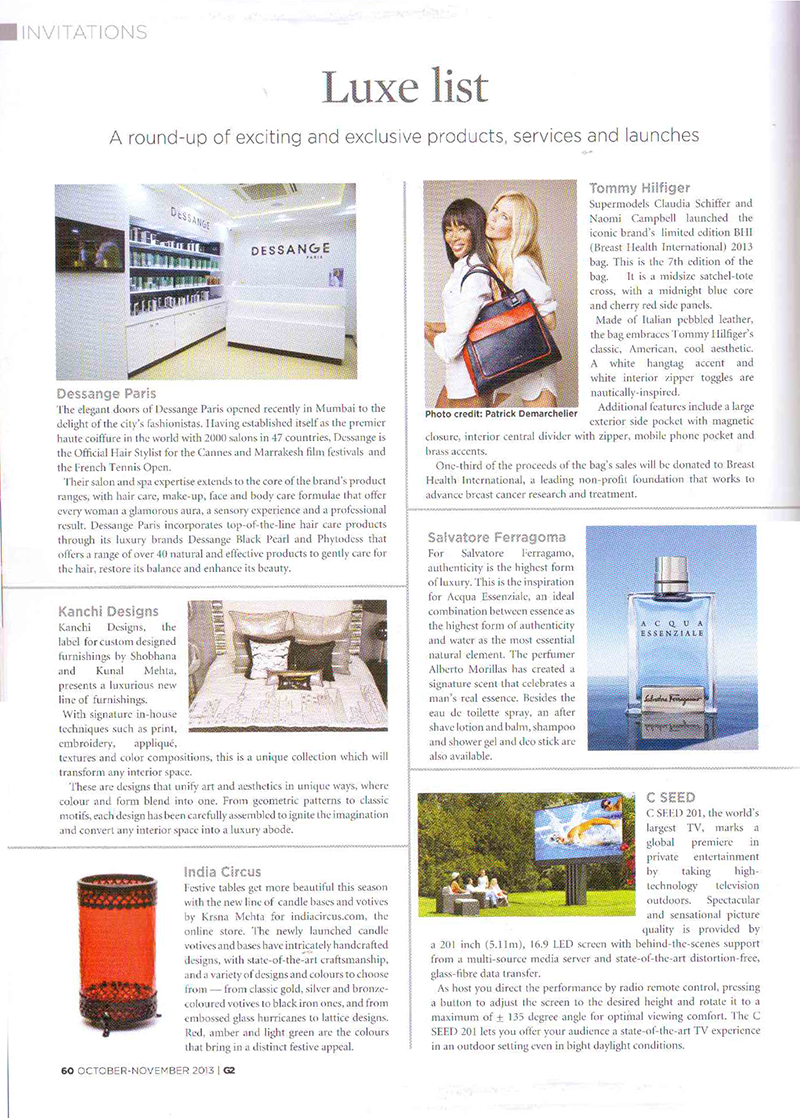 INVITATIONS
Luxe list
A round-up of exciting and exclusive products, services and launches
DESSANGE
DESSANGE
PARIS
Dessange Paris
The elegant doors of Dessange Paris opened recently in Mumbai to the
delight of the city's fashionistas. Having established itself as the premier
haute coiffure in the world with 2000 salons in 47 countries, Dessange is
the Official Hair Stylist for the Cannes and Marrakesh film festivals and
the French Tennis Open.
Their salon and spa expertise extends to the core of the brand's product
ranges, with hair care, make-up, face and body care formulae that offer
every woman a glamorous aura, a sensory experience and a professional
result. Dessange Paris incorporates top-of-the-line hair care products
through its luxury brands Dessange Black Pearl and Phytodess that
offers a range of over 40 natural and effective products to gently care for
the hair, restore its balance and enhance its beauty.
Kanchi Designs
Kanchi Designs, the
label for custom designed
furnishings by Shobhana
and Kunal Mehta,
presents a luxurious new
line of furnishings.
With signature in-house
techniques such as print,
embroidery, appliqué,
textures and color compositions, this is a unique collection which will
transform any interior space.
These are designs that unify art and aesthetics in unique ways, where
colour and form blend into one. From geometric patterns to classic
motifs, each design has been carefully assembled to ignite the imagination
and convert any interior space into a luxury abode.
India Circus
Festive tables get more beautiful this season
with the new line of candle bases and votives
by Krsna Mehta for indiacircus.com, the
online store. The newly launched candle
votives and bases have intricately handcrafted
designs, with state-of-the-art craftsmanship,
and a variety of designs and colours to choose
from — from classic gold, silver and bronze-
coloured votives to black iron ones, and from
embossed glass hurricanes to lattice designs.
Red, amber and light green are the colours
that bring in a distinct festive appeal.
Tommy Hilfiger
Supermodels Claudia Schiffer and
Naomi Campbell launched the
iconic brand's limited edition BHI
(Breast Health International) 2013
bag. This is the 7th edition of the
bag. It is a midsize satchel-tote
cross, with a midnight blue core
and cherry red side panels.
Made of Italian pebbled leather,
the bag embraces Tommy Hilfiger's
classic, American, cool aesthetic.
A white hangtag accent and
white interior zipper toggles are
nautically-inspired.
Additional features include a large
exterior side pocket with magnetic
Photo credit: Patrick Demarchelier
closure, interior central divider with zipper, mobile phone pocket and
brass accents.
One-third of the proceeds of the bag's sales will be donated to Breast
Health International, a leading non-profit foundation that works to
advance breast cancer research and treatment.
Salvatore Ferragoma
For Salvatore Ferragamo,
authenticity is the highest form
of luxury. This is the inspiration
for Acqua Essenziale, an ideal
combination between essence as
the highest form of authenticity
and water as the most essential
natural element. The perfumer
Alberto Morillas has created a
signature scent that celebrates a
man's real essence. Besides the
eau de toilette spray, an after
shave lotion and balm, shampoo
and shower gel and deo stick are
also available.
ACQUA
ESSENZIALE
Salvatore Ferragamo
C SEED
C SEED 201, the world's
largest TV, marks a
global premiere in
private entertainment
by taking high-
technology television
outdoors. Spectacular
and sensational picture
quality is provided by
a 201 inch (5.11m), 16.9 LED screen with behind-the-scenes support
from a multi-source media server and state-of-the-art distortion-free,
glass-fibre data transfer.
As host you direct the performance by radio remote control, pressing
a button to adjust the screen to the desired height and rotate it to a
maximum of ± 135 degree angle for optimal viewing comfort. The C
SEED 201 lets you offer your audience a state-of-the-art TV experience
in an outdoor setting even in bight daylight conditions.
60 OCTOBER-NOVEMBER 2013 | G2